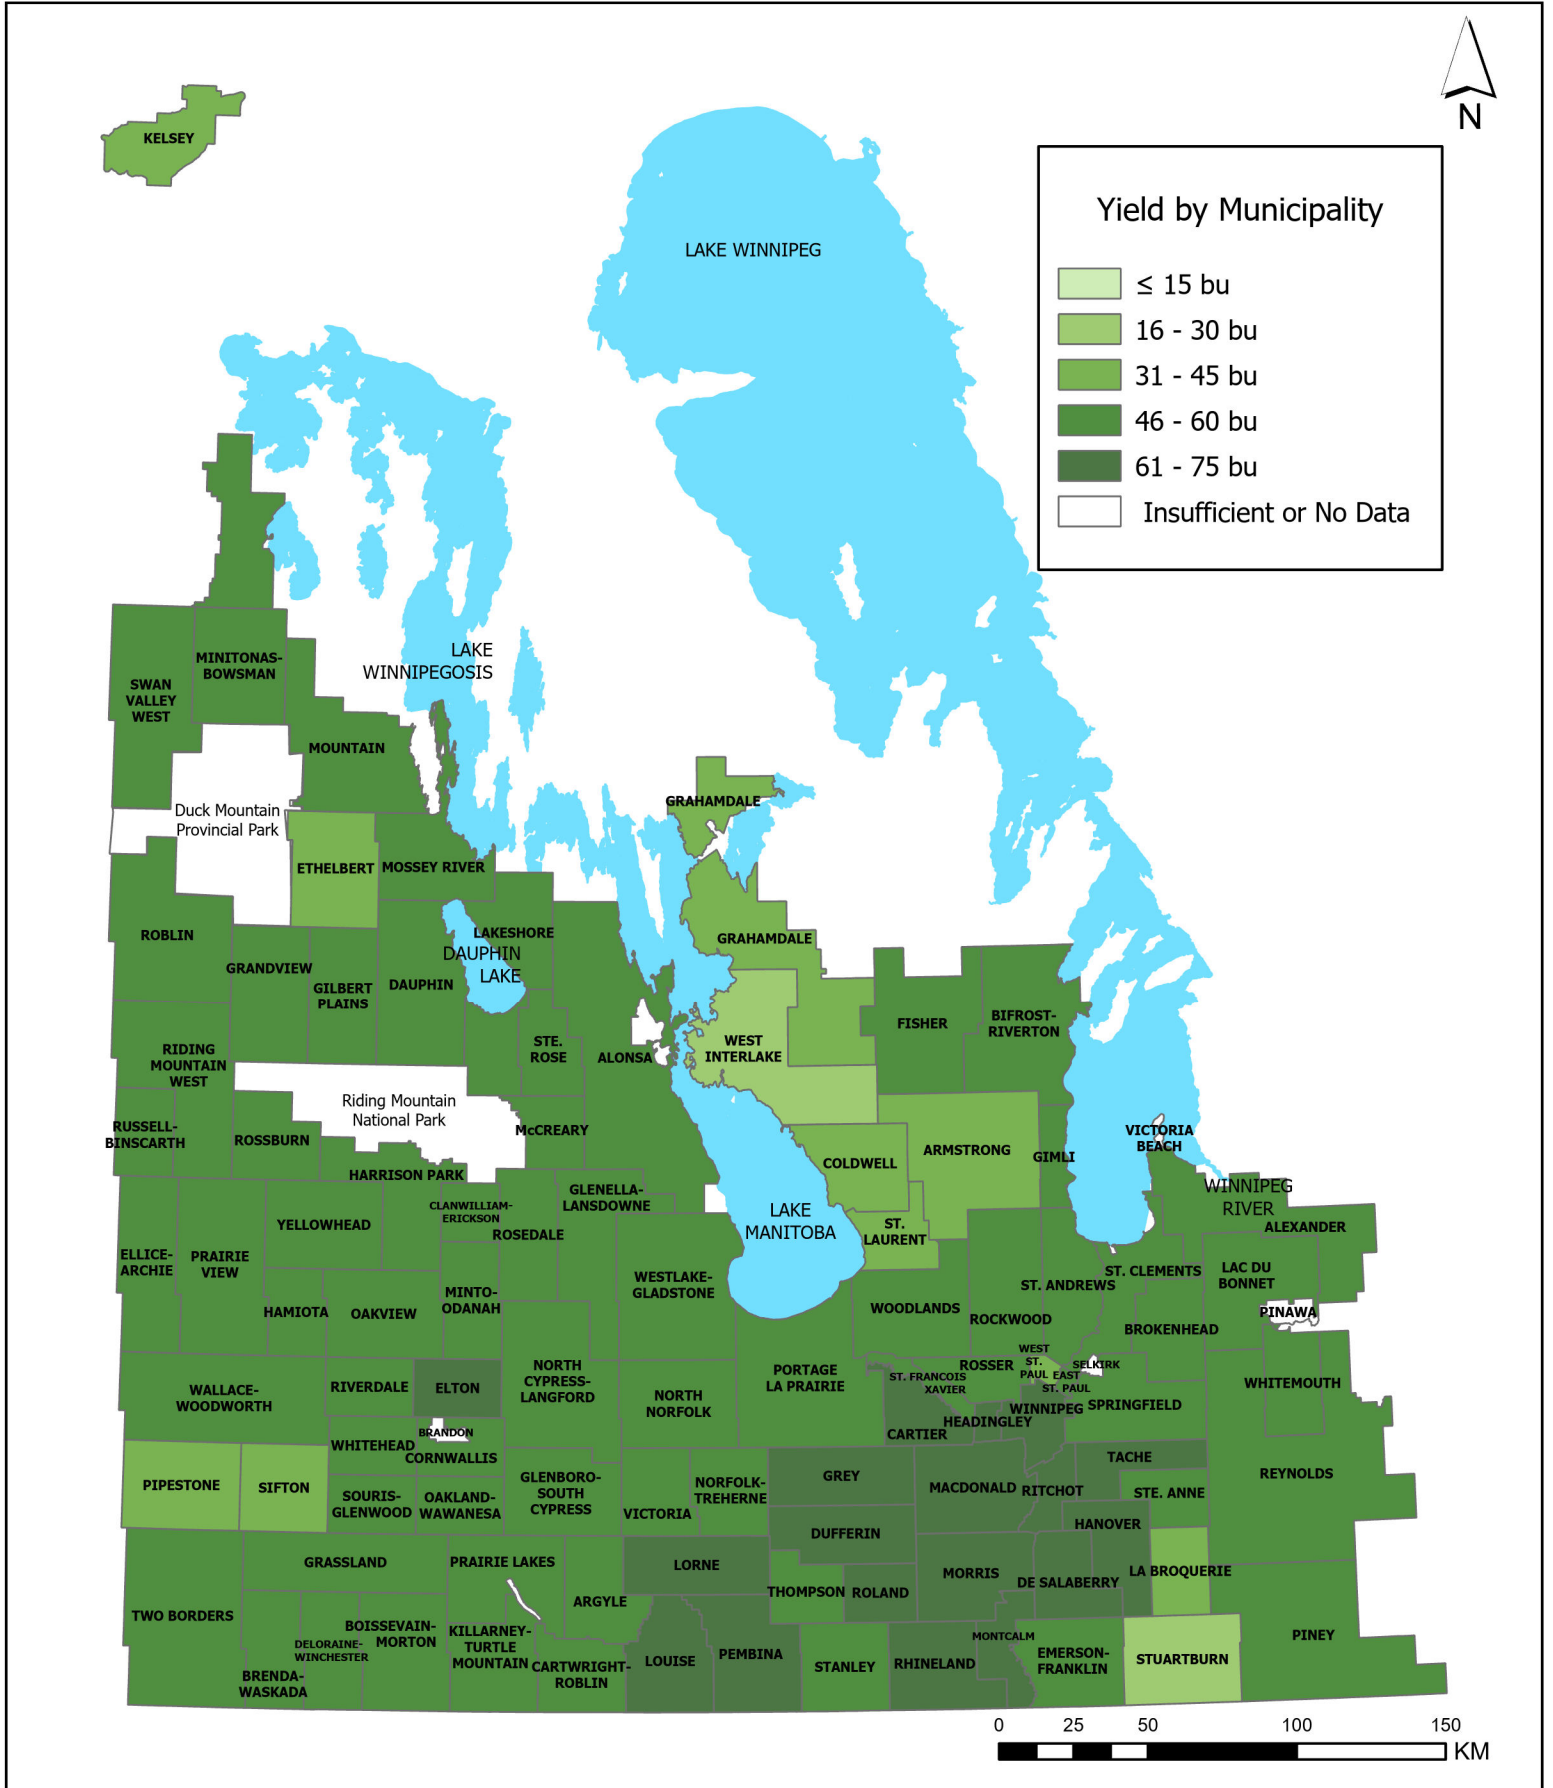 N
KELSEY
LAKE WINNIPEG
Yield by Municipality
≤ 15 bu
16 - 30 bu
31 - 45 bu
46 - 60 bu
61 - 75 bu
Insufficient or No Data
LAKE
WINNIPEGOSIS
MINITONAS-
BOWSMAN
SWAN
VALLEY
WEST
MOUNTAIN
Duck Mountain
Provincial Park
GRAHAMDALE
ETHELBERT
MOSSEY RIVER
ROBLIN
LAKESHORE
DAUPHIN
LAKE
GRAHAMDALE
GRANDVIEW
GILBERT
PLAINS
DAUPHIN
FISHER
BIFROST-
RIVERTON
STE.
ROSE
ALONSA
WEST
INTERLAKE
RIDING
MOUNTAIN
WEST
Riding Mountain
National Park
RUSSELL-
BINSCARTH
ROSSBURN
McCREARY
VICTORIA
BEACH
ARMSTRONG
GIMLI
COLDWELL
HARRISON PARK
GLENELLA-
LANSDOWNE
WINNIPEG
RIVER
CLANWILLIAM-
ERICKSON
YELLOWHEAD
ROSEDALE
LAKE
MANITOBA
ST.
LAURENT
ALEXANDER
ELLICE-
ARCHIE
PRAIRIE
VIEW
WESTLAKE-
GLADSTONE
ST. ANDREWS
ST. CLEMENTS
LAC DU
BONNET
MINTO-
ODANAH
HAMIOTA
OAKVIEW
WOODLANDS
ROCKWOOD
PINAWA
BROKENHEAD
WEST
ST.
PAUL
EAST
ST. PAUL
ROSSER
SELKIRK
WALLACE-
WOODWORTH
RIVERDALE
ELTON
NORTH
CYPRESS-
LANGFORD
NORTH
NORFOLK
PORTAGE
LA PRAIRIE
ST. FRANCOIS
XAVIER
WHITEMOUTH
HEADINGLEY
WINNIPEG
SPRINGFIELD
CARTIER
BRANDON
WHITEHEAD
CORNWALLIS
TACHE
PIPESTONE
SIFTON
GLENBORO-
SOUTH
CYPRESS
NORFOLK-
TREHERNE
GREY
MACDONALD
RITCHOT
REYNOLDS
STE. ANNE
SOURIS-
GLENWOOD
OAKLAND-
WAWANESA
VICTORIA
DUFFERIN
HANOVER
GRASSLAND
PRAIRIE LAKES
LORNE
LA BROQUERIE
MORRIS
DE SALABERRY
THOMPSON
ROLAND
ARGYLE
TWO BORDERS
BOISSEVAIN-
MORTON
DELORAINE-
WINCHESTER
KILLARNEY-
TURTLE
MOUNTAIN
MONTCALM
PINEY
BRENDA-
WASKADA
CARTWRIGHT-
ROBLIN
LOUISE
PEMBINA
STANLEY
RHINELAND
EMERSON-
FRANKLIN
STUARTBURN
0 25 50 100 150
KM